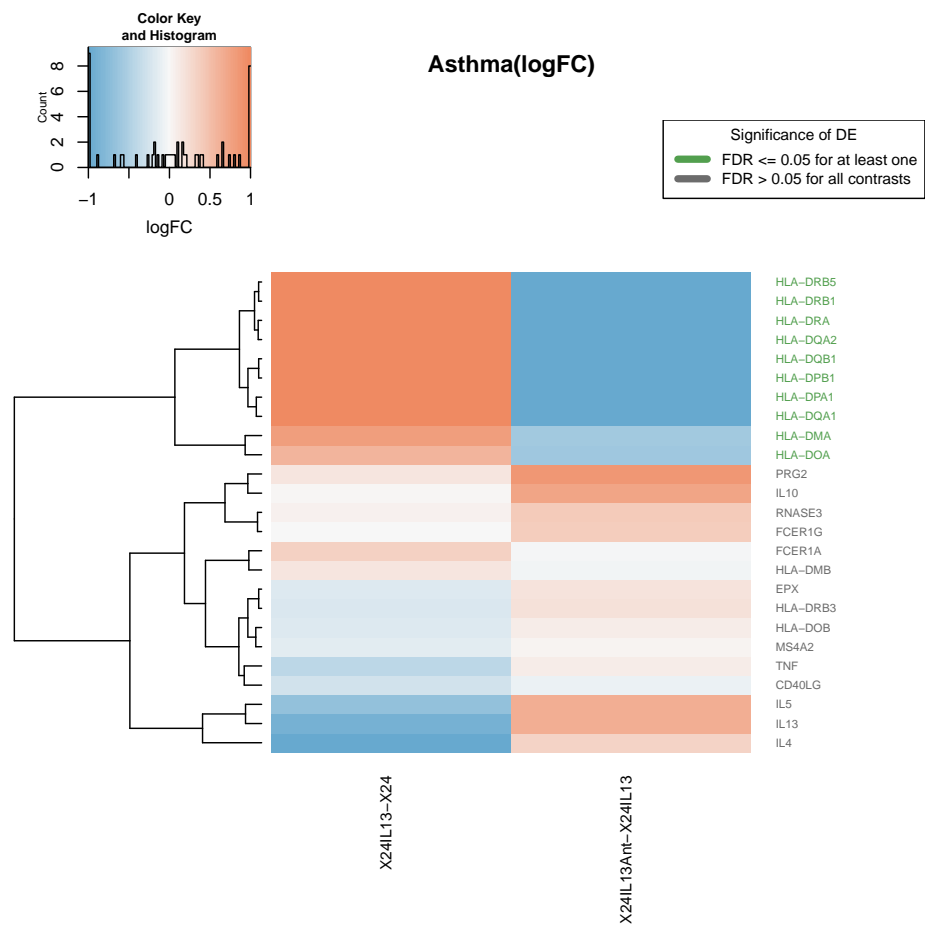 Color Key
and Histogram
Count
0
2
4
6
8
−1
0
0.5
1
logFC
Asthma(logFC)
Significance of DE
FDR <= 0.05 for at least one
FDR > 0.05 for all contrasts
HLA−DRB5
HLA−DRB1
HLA−DRA
HLA−DQA2
HLA−DQB1
HLA−DPB1
HLA−DPA1
HLA−DQA1
HLA−DMA
HLA−DOA
PRG2
IL10
RNASE3
FCER1G
FCER1A
HLA−DMB
EPX
HLA−DRB3
HLA−DOB
MS4A2
TNF
CD40LG
IL5
IL13
IL4
X24IL13−X24
X24IL13Ant−X24IL13